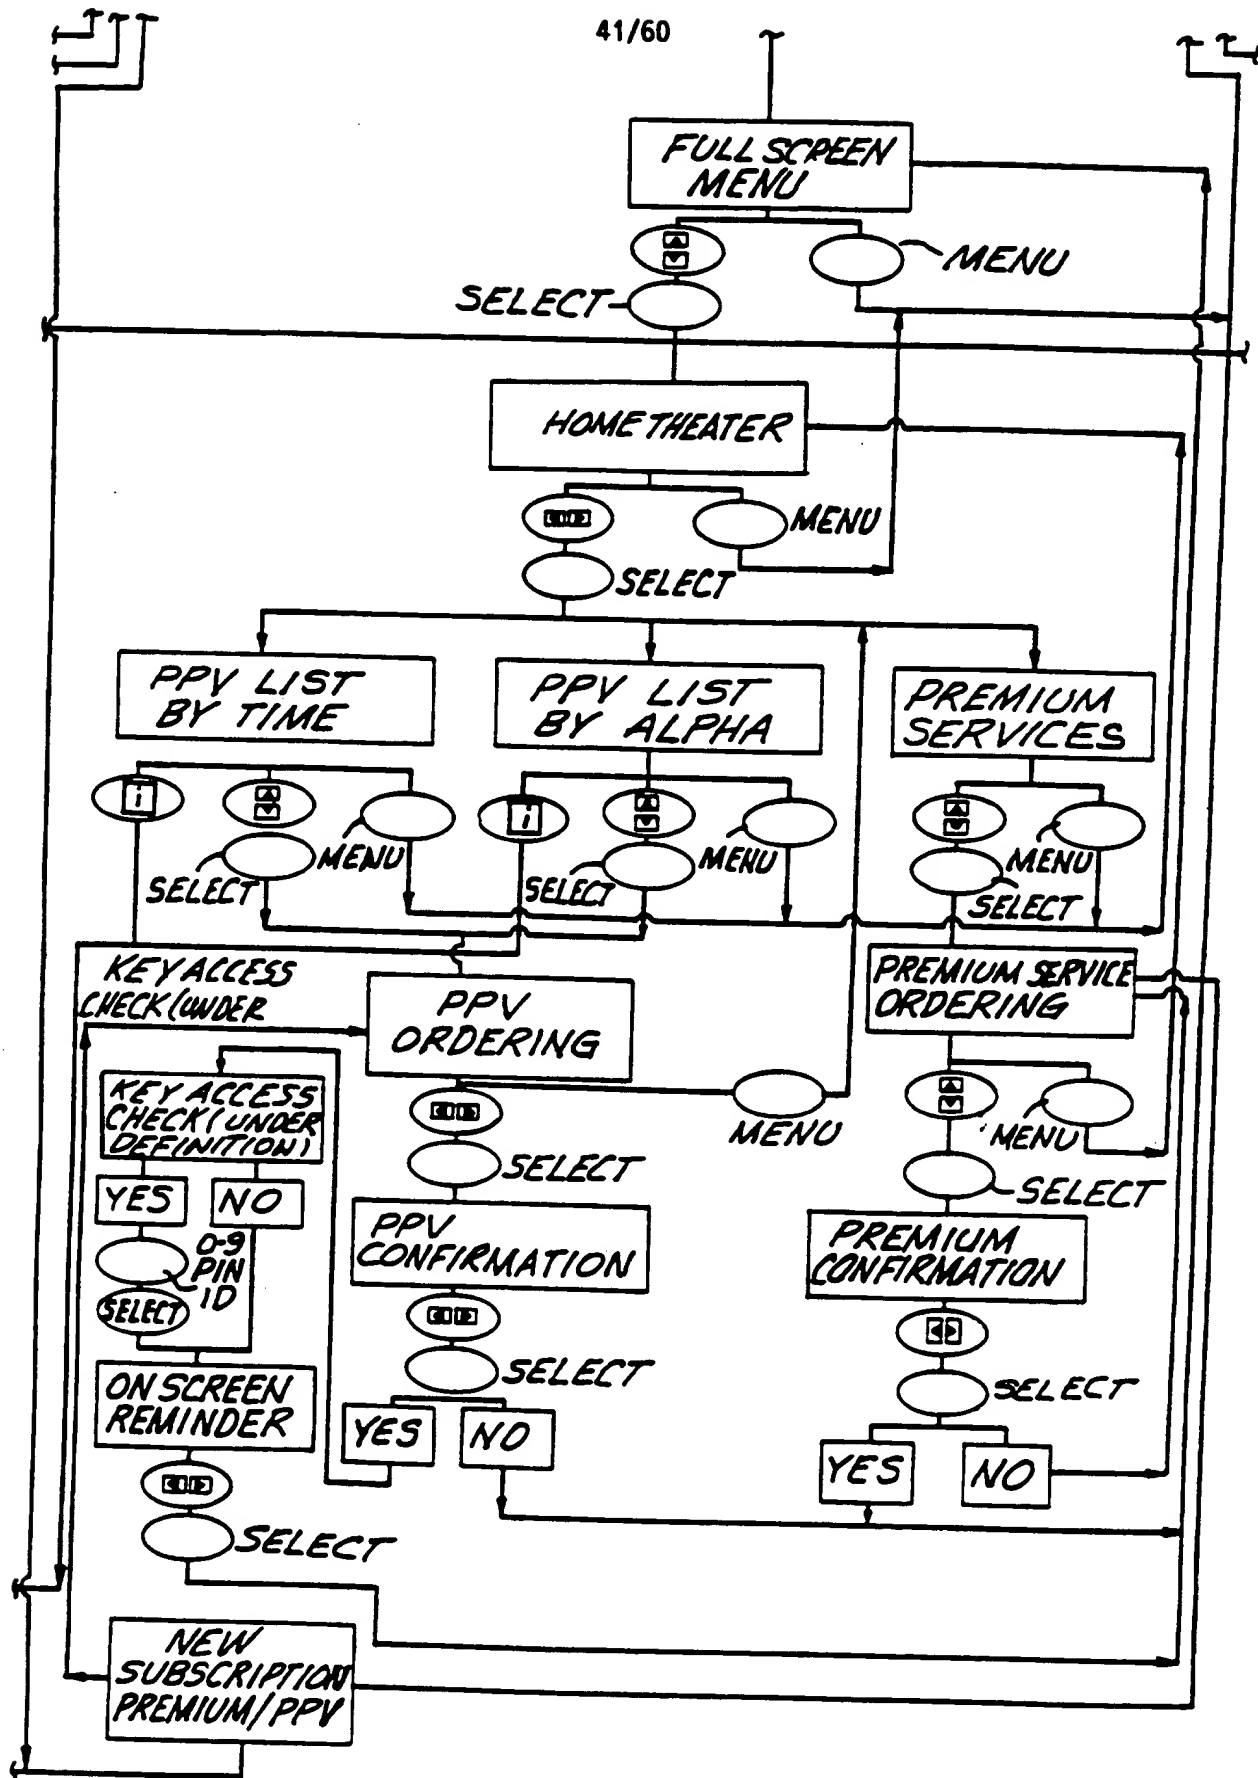 41/60
FULL SCREEN
MENU
MENU
SELECT
HOME THEATER
MENU
SELECT
PPV LIST
BY TIME
PPV LIST
BY ALPHA
PREMIUM
SERVICES
i
i
MENU
SELECT
MENU
SELECT
MENU
SELECT
KEY ACCESS
CHECK (UNDER
PPV
ORDERING
PREMIUM SERVICE
ORDERING
KEY ACCESS
CHECK (UNDER
DEFINITION)
MENU
MENU
SELECT
SELECT
YES
NO
0-9
PIN
ID
SELECT
PPV
CONFIRMATION
PREMIUM
CONFIRMATION
SELECT
SELECT
ON SCREEN
REMINDER
YES
NO
YES
NO
SELECT
NEW
SUBSCRIPTION
PREMIUM/PPV